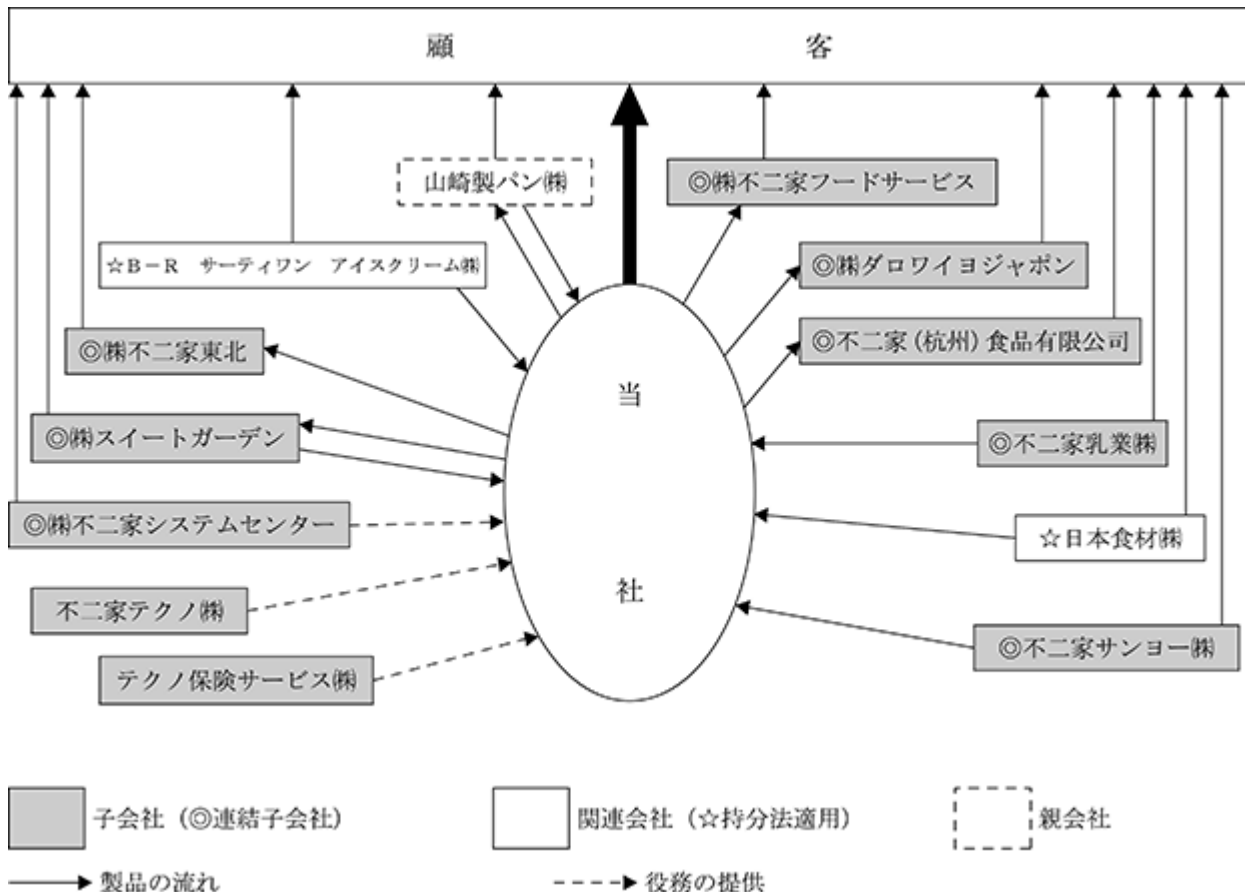 顧客
山崎製パン㈱
◎㈱不二家フードサービス
☆B－R サーティワン アイスクリーム㈱
◎㈱ダロワイヨジャポン
◎㈱不二家東北
◎不二家(杭州)食品有限公司
当社
◎㈱スイートガーデン
◎不二家乳業㈱
◎㈱不二家システムセンター
☆日本食材㈱
不二家テクノ㈱
◎不二家サンヨー㈱
テクノ保険サービス㈱
子会社（◎連結子会社）
関連会社（☆持分法適用）
親会社
製品の流れ
役務の提供